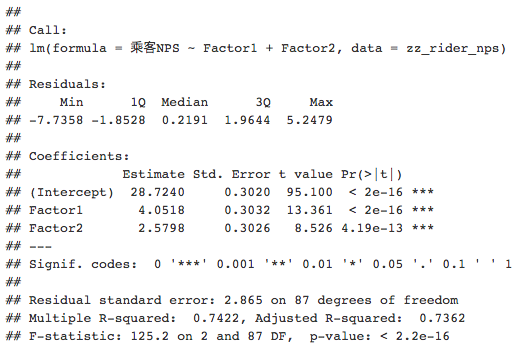 ##
## Call:
## lm(formula = 乘客NPS ~ Factor1 + Factor2, data = zz_rider_nps)
##
## Residuals:
##     Min      1Q  Median      3Q     Max
## -7.7358 -1.8528  0.2191  1.9644  5.2479
##
## Coefficients:
##             Estimate Std. Error t value Pr(>|t|)
## (Intercept)  28.7240     0.3020  95.100  < 2e-16 ***
## Factor1       4.0518     0.3032  13.361  < 2e-16 ***
## Factor2       2.5798     0.3026   8.526 4.19e-13 ***
## ---
## Signif. codes:  0 '***' 0.001 '**' 0.01 '*' 0.05 '.' 0.1 ' ' 1
##
## Residual standard error: 2.865 on 87 degrees of freedom
## Multiple R-squared:  0.7422, Adjusted R-squared:  0.7362
## F-statistic: 125.2 on 2 and 87 DF,  p-value: < 2.2e-16